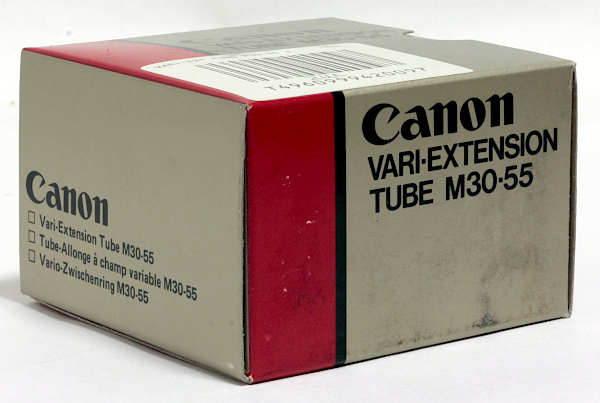 T4960999420097
Canon
VARI-EXTENSION
TUBE M30-55
Canon
Vari-Extension Tube M30-55
Tube-Allonge à champ variable M30-55
Vario-Zwischenring M30-55